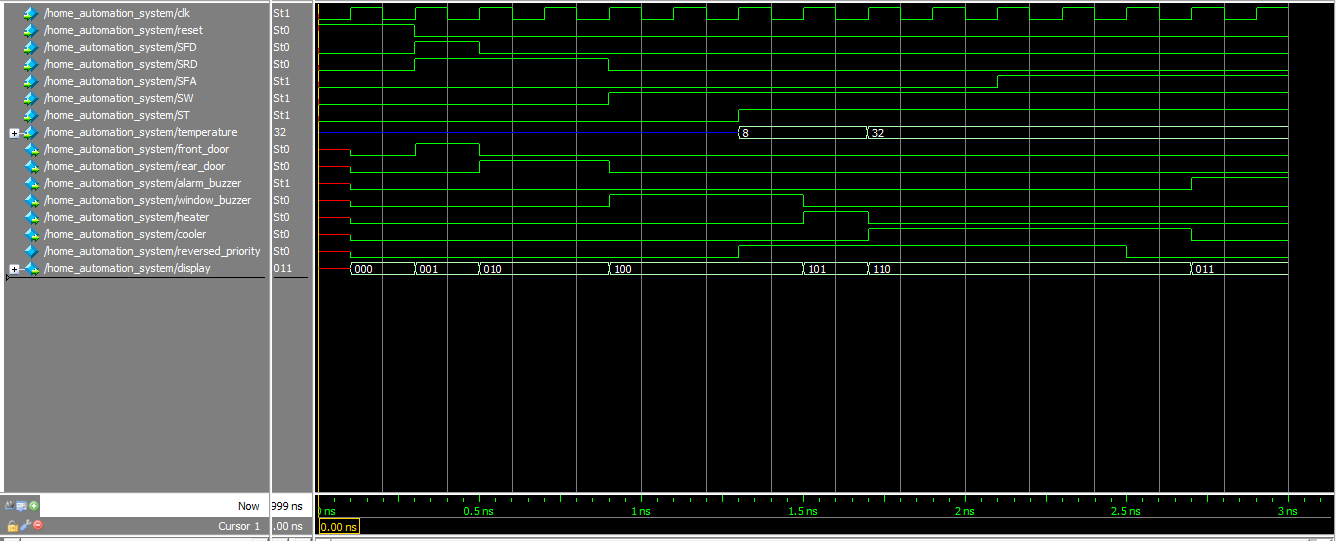 /home_automation_system/clk St1
/home_automation_system/reset St0
/home_automation_system/SFD St0
/home_automation_system/SRD St0
/home_automation_system/SFA St1
/home_automation_system/SW St1
/home_automation_system/ST St1
/home_automation_system/temperature 32 8 32
/home_automation_system/front_door St0
/home_automation_system/rear_door St0
/home_automation_system/alarm_buzzer St1
/home_automation_system/window_buzzer St0
/home_automation_system/heater St0
/home_automation_system/cooler St0
/home_automation_system/reversed_priority St0
/home_automation_system/display 011 000 001 010 100 101 110 011
Now 999 ns 0 ns 0.5 ns 1 ns 1.5 ns 2 ns 2.5 ns 3 ns
Cursor 1 .00 ns 0.00 ns